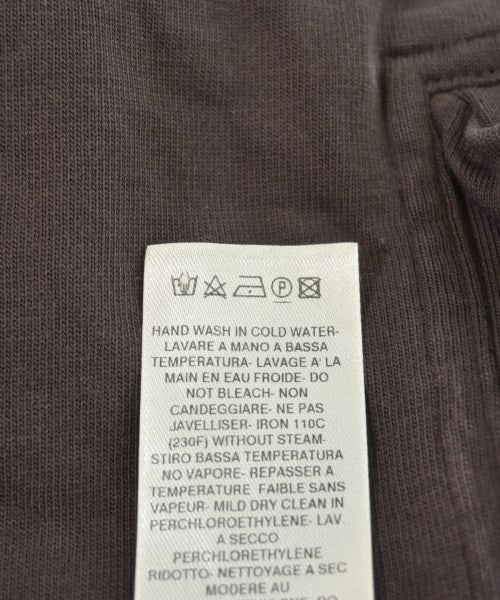 P
HAND WASH IN COLD WATER-
LAVARE A MANO A BASSA
TEMPERATURA- LAVAGE A LA
MAIN EN EAU FROIDE- DO
NOT BLEACH- NON
CANDEGGIARE- NE PAS
JAVELLISER- IRON 110C
(230F) WITHOUT STEAM-
STIRO BASSA TEMPERATURA
NO VAPORE- REPASSER A
TEMPERATURE FAIBLE SANS
VAPEUR- MILD DRY CLEAN IN
PERCHLOROETHYLENE- LAV.
A SECCO
PERCHLORETHYLENE
RIDOTTO- NETTOYAGE A SEC
MODERE AU